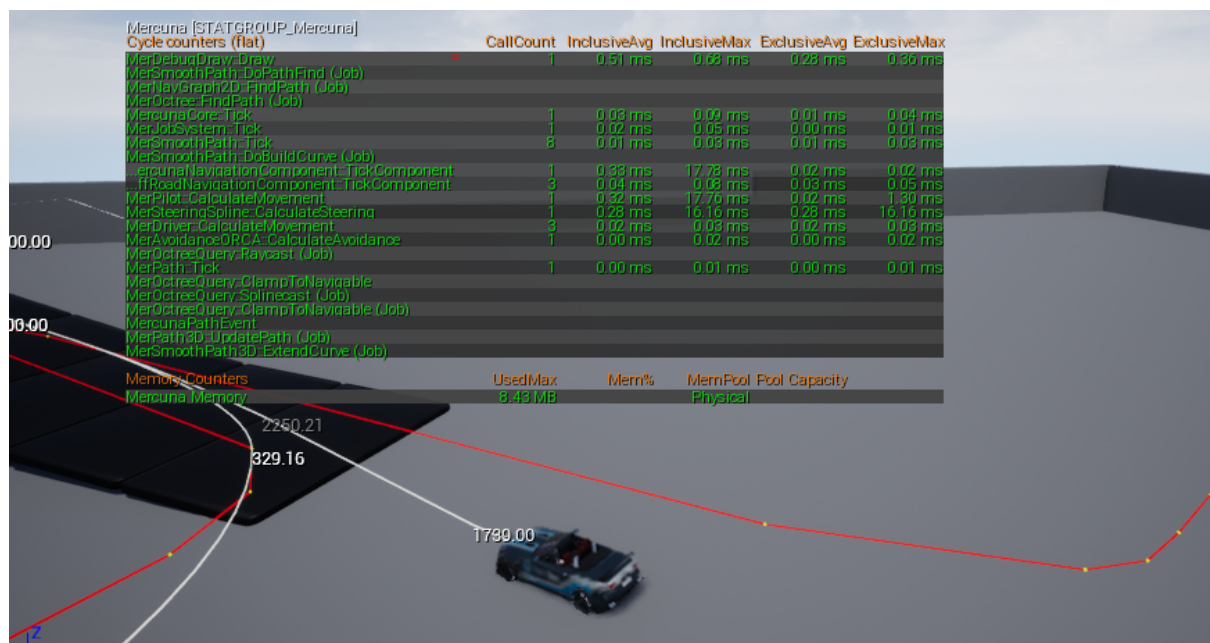 Mercuna [STATGROUP_Mercuna]
Cycle counters (flat) CallCount InclusiveAvg InclusiveMax ExclusiveAvg ExclusiveMax
MerDebugDraw::Draw 1 0.51 ms 0.68 ms 0.28 ms 0.36 ms
MerSmoothPath::DoPathFind (Job)
MerNavGraph2D::FindPath (Job)
MerOctree::FindPath (Job)
MercunaCore::Tick 1 0.03 ms 0.09 ms 0.01 ms 0.04 ms
MerJobSystem::Tick 1 0.02 ms 0.05 ms 0.00 ms 0.01 ms
MerSmoothPath::Tick 8 0.01 ms 0.03 ms 0.01 ms 0.03 ms
MerSmoothPath::DoBuildCurve (Job)
...ercunaNavigationComponent::TickComponent 1 0.33 ms 17.78 ms 0.02 ms 0.02 ms
...ffRoadNavigationComponent::TickComponent 3 0.04 ms 0.08 ms 0.03 ms 0.05 ms
MerPilot::CalculateMovement 1 0.32 ms 17.76 ms 0.02 ms 1.30 ms
MerSteeringSpline::CalculateSteering 1 0.28 ms 16.16 ms 0.28 ms 16.16 ms
MerDriver::CalculateMovement 3 0.02 ms 0.03 ms 0.02 ms 0.03 ms
MerAvoidanceORCA::CalculateAvoidance 1 0.00 ms 0.02 ms 0.00 ms 0.02 ms
MerOctreeQuery::Raycast (Job)
MerPath::Tick 1 0.00 ms 0.01 ms 0.00 ms 0.01 ms
MerOctreeQuery::ClampToNavigable
MerOctreeQuery::Splinecast (Job)
MerOctreeQuery::ClampToNavigable (Job)
MercunaPathEvent
MerPath3D::UpdatePath (Job)
MerSmoothPath3D::ExtendCurve (Job)
Memory Counters UsedMax Mem% MemPool Pool Capacity
Mercuna Memory 8.43 MB Physical
00.00
2250.21
329.16
Z